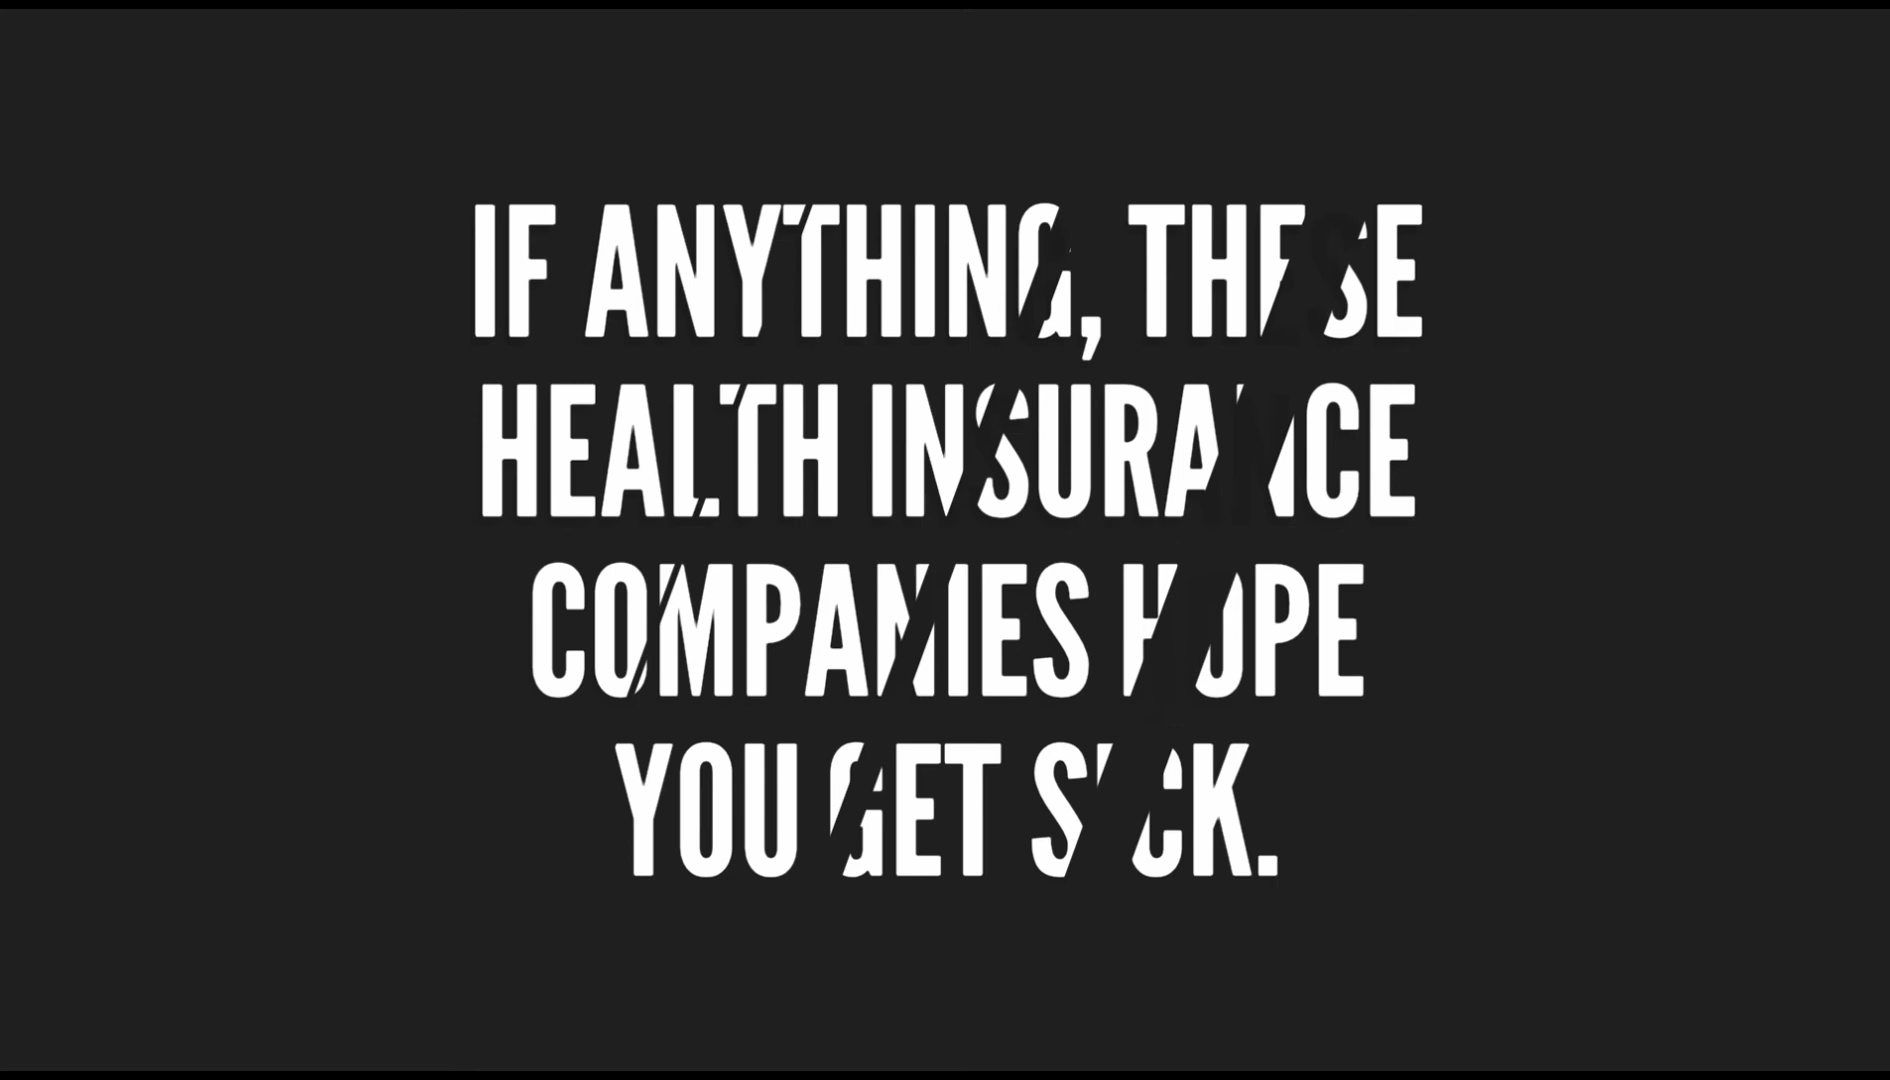 IF ANYTHING, THESE
HEALTH INSURANCE
COMPANIES HOPE
YOU GET SICK.